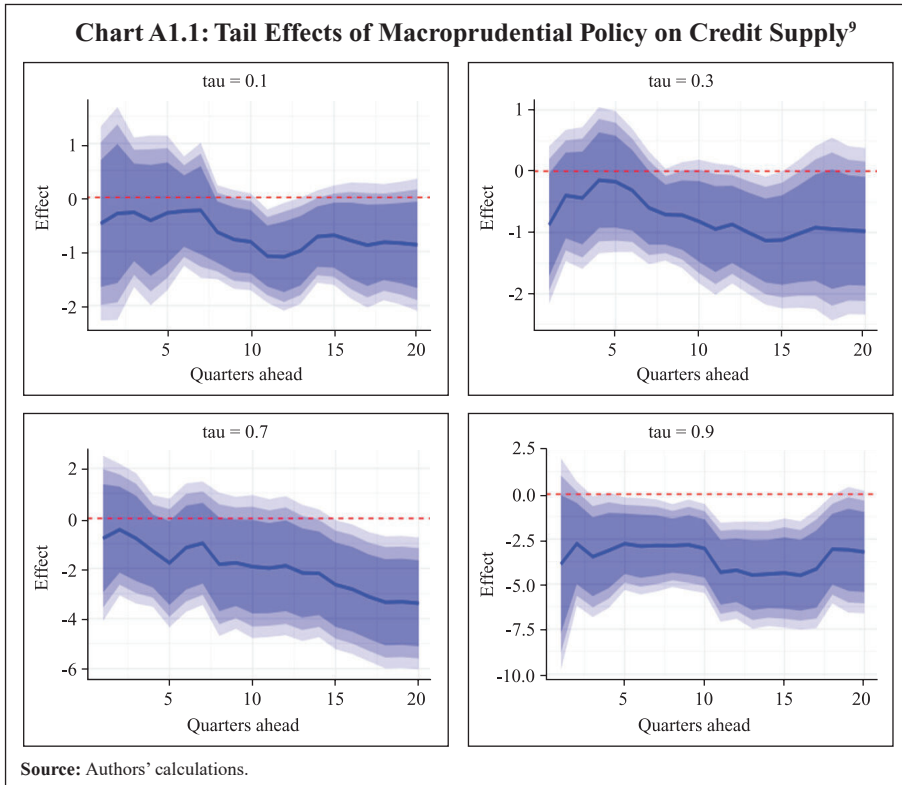 Chart A1.1: Tail Effects of Macroprudential Policy on Credit Supply⁹
tau = 0.1
Effect
1
0
-1
-2
5
10
15
20
Quarters ahead
tau = 0.3
Effect
1
0
-1
-2
5
10
15
20
Quarters ahead
tau = 0.7
Effect
2
0
-2
-4
-6
5
10
15
20
Quarters ahead
tau = 0.9
Effect
2.5
0.0
-2.5
-5.0
-7.5
-10.0
5
10
15
20
Quarters ahead
Source: Authors' calculations.